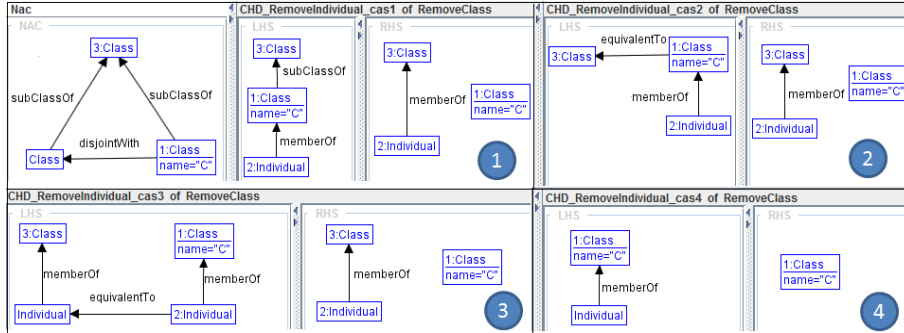 Nac
NAC
3:Class
subClassOf
subClassOf
disjointWith
Class
1:Class
name="C"
CHD_RemoveIndividual_cas1 of RemoveClass
LHS
3:Class
subClassOf
1:Class
name="C"
memberOf
2:Individual
RHS
3:Class
memberOf
1:Class
name="C"
2:Individual
1
CHD_RemoveIndividual_cas2 of RemoveClass
LHS
equivalentTo
3:Class
1:Class
name="C"
memberOf
2:Individual
RHS
3:Class
1:Class
name="C"
memberOf
2:Individual
2
CHD_RemoveIndividual_cas3 of RemoveClass
LHS
3:Class
1:Class
name="C"
memberOf
memberOf
equivalentTo
Individual
2:Individual
RHS
3:Class
1:Class
name="C"
memberOf
2:Individual
3
CHD_RemoveIndividual_cas4 of RemoveClass
LHS
1:Class
name="C"
memberOf
Individual
RHS
1:Class
name="C"
4